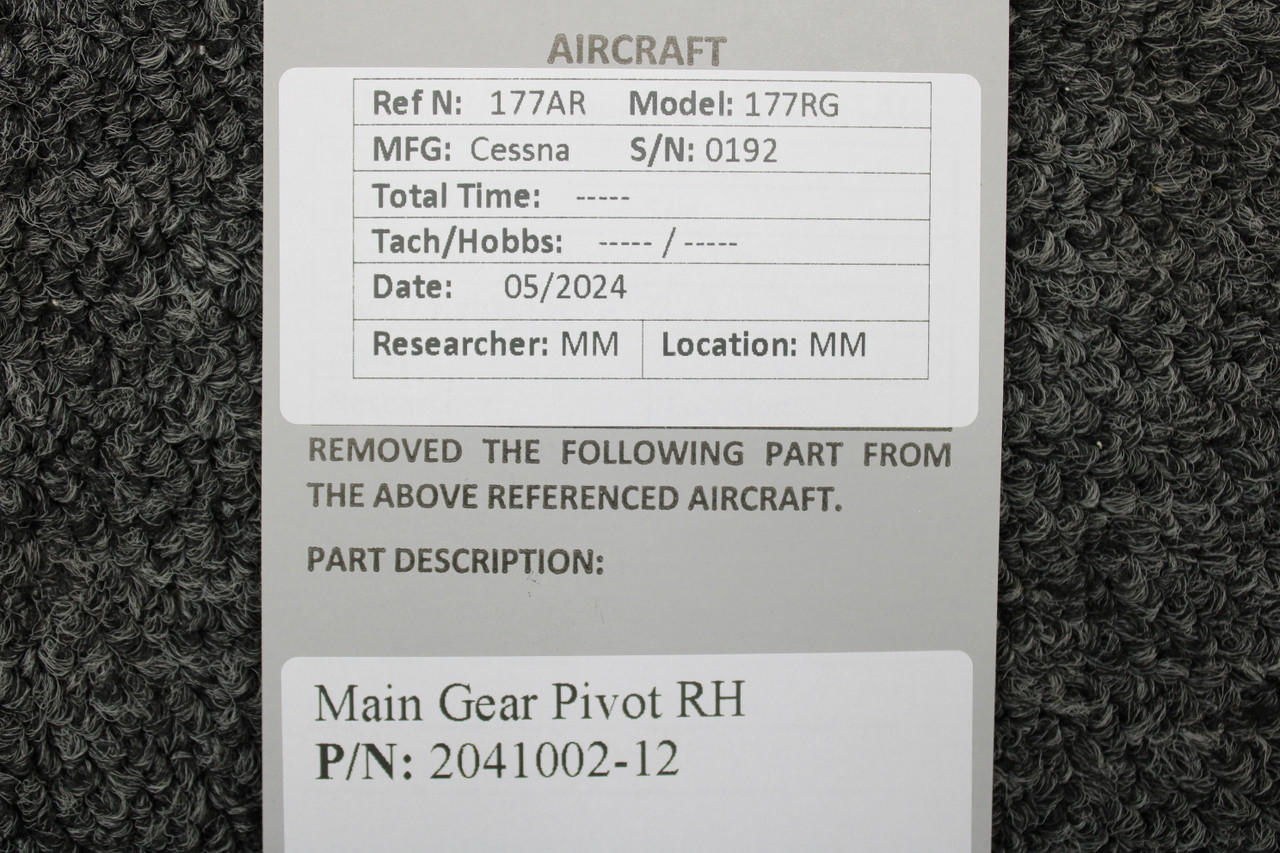 AIRCRAFT
Ref N: 177AR Model: 177RG
MFG: Cessna S/N: 0192
Total Time: -----
Tach/Hobbs: ----- / -----
Date: 05/2024
Researcher: MM Location: MM
REMOVED THE FOLLOWING PART FROM
THE ABOVE REFERENCED AIRCRAFT.
PART DESCRIPTION:
Main Gear Pivot RH
P/N: 2041002-12